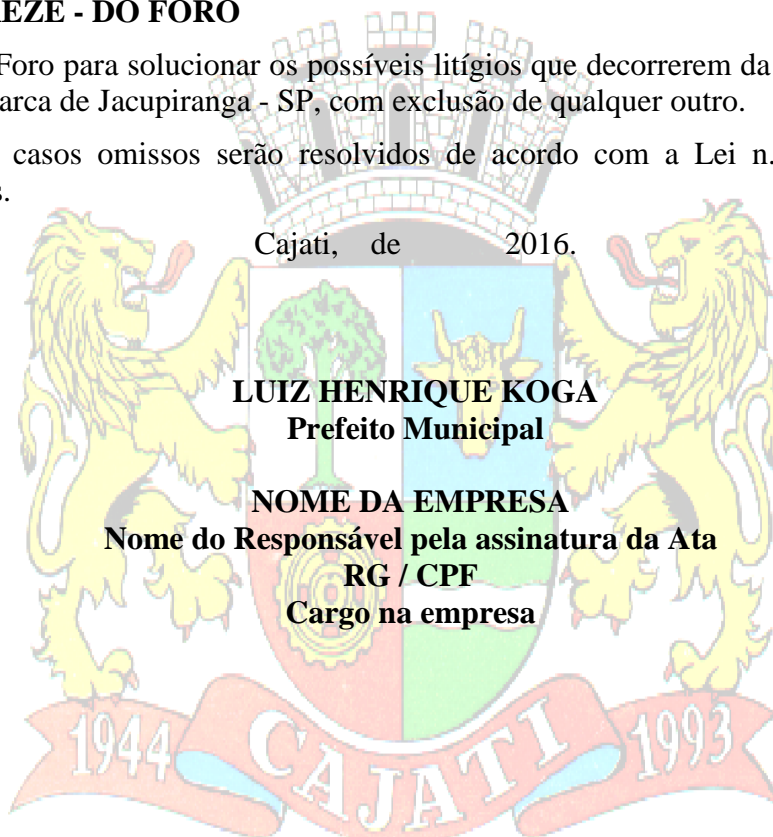 EZE - DO FORO
Foro para solucionar os possíveis litígios que decorrerem da
arca de Jacupiranga - SP, com exclusão de qualquer outro.
casos omissos serão resolvidos de acordo com a Lei n.
s.
Cajati, de 2016.
LUIZ HENRIQUE KOGA
Prefeito Municipal
NOME DA EMPRESA
Nome do Responsável pela assinatura da Ata
RG / CPF
Cargo na empresa
1944 CAJATI 1993